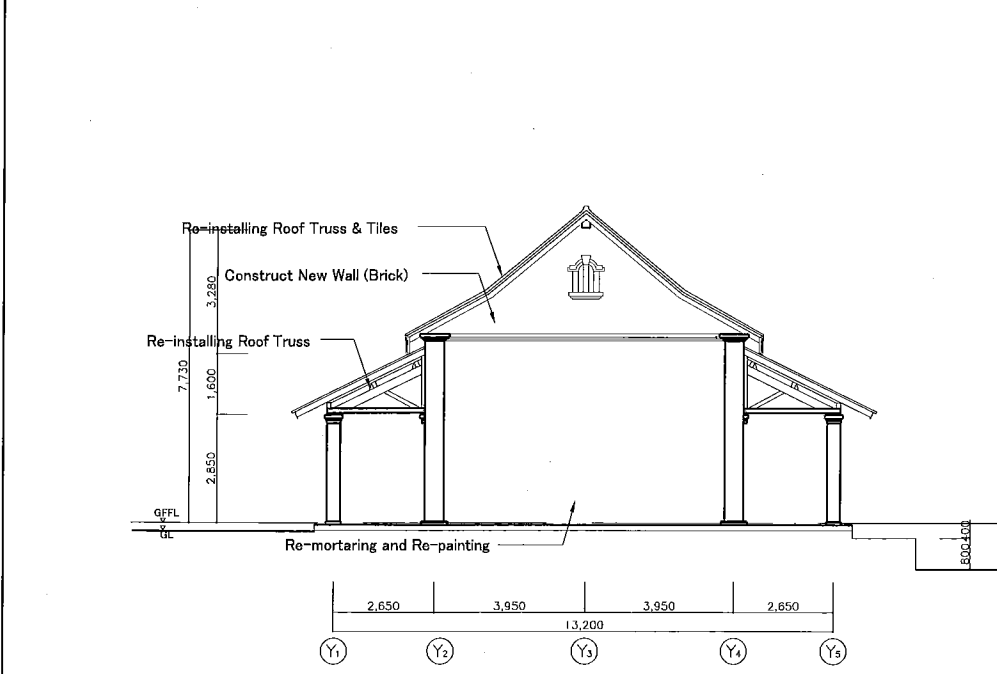 Re-installing Roof Truss & Tiles
Construct New Wall (Brick)
3,280
Re-installing Roof Truss
7,730
1,600
2,850
GFFL
GL
Re-mortaring and Re-painting
400
800
2,650
3,950
3,950
2,650
13,200
Y1
Y2
Y3
Y4
Y5